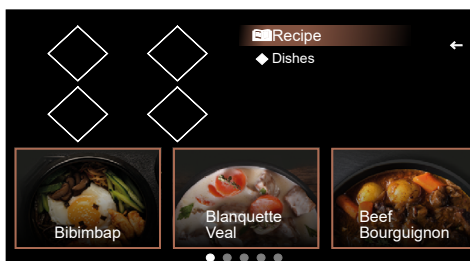 Recipe
Dishes
Bibimbap
Blanquette
Veal
Beef
Bourguignon